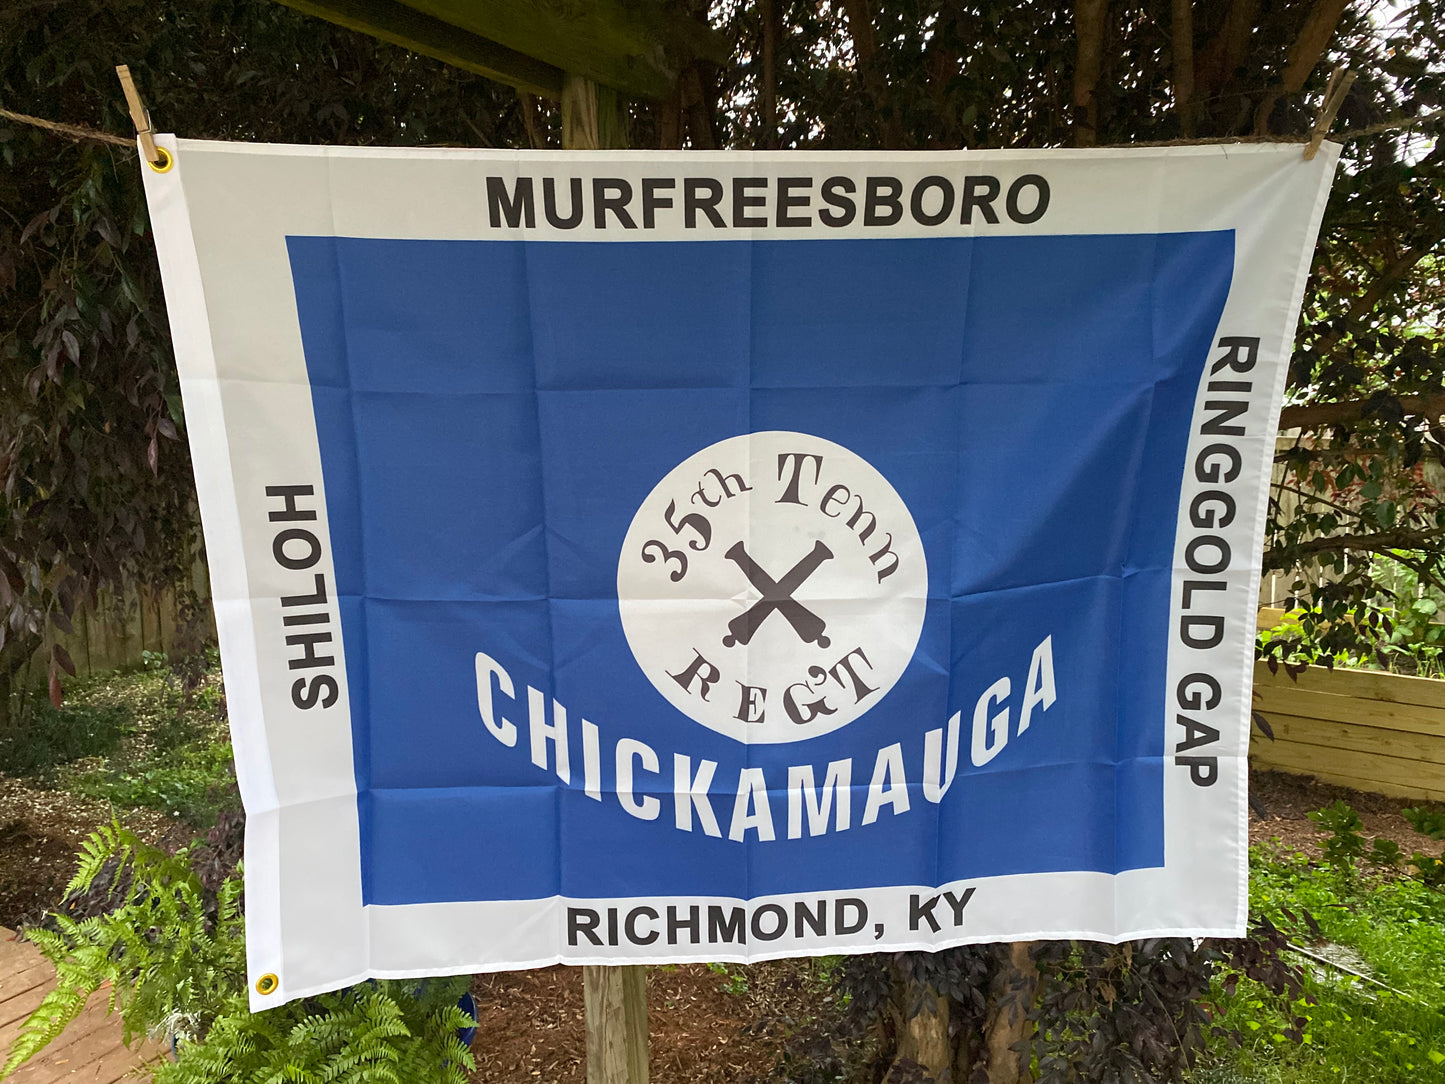 MURFREESBORO
SHILOH
35th Tenn
REG'T
CHICKAMAUGA
RINGGOLD GAP
RICHMOND, KY